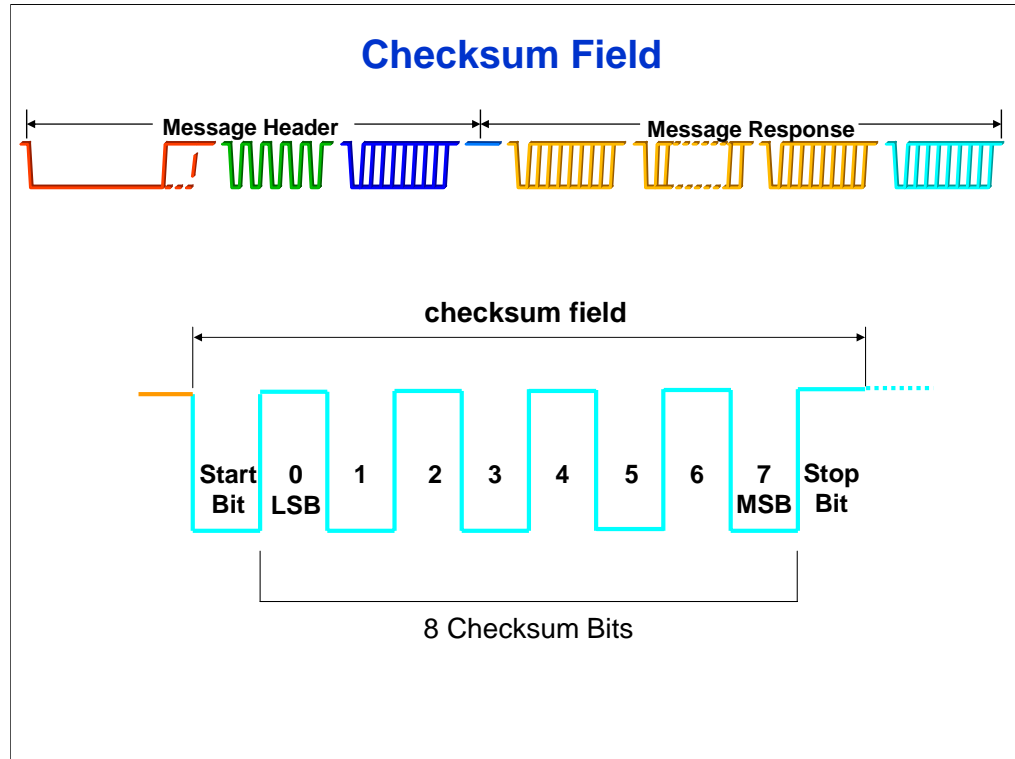 Checksum Field
Message Header
Message Response
checksum field
Start 0 1 2 3 4 5 6 7 Stop
Bit LSB MSB Bit
8 Checksum Bits